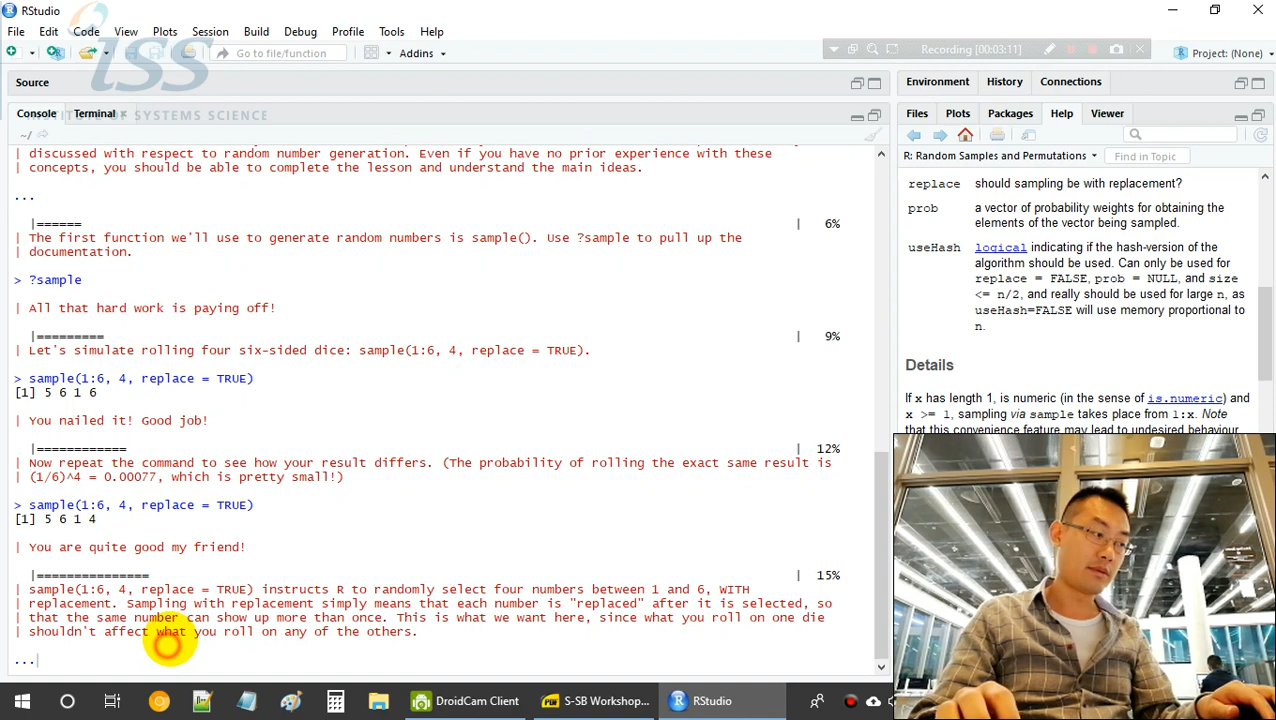 RStudio
File Edit Code View Plots Session Build Debug Profile Tools Help
Go to file/function
Addins
Recording [00:03:11]
Project: (None)
iss
INSTITUTE OF SYSTEMS SCIENCE
Source
Console Terminal ×
~/
| discussed with respect to random number generation. Even if you have no prior experience with these
| concepts, you should be able to complete the lesson and understand the main ideas.
...
|====== | 6%
| The first function we'll use to generate random numbers is sample(). Use ?sample to pull up the
| documentation.
> ?sample
| All that hard work is paying off!
|========= | 9%
| Let's simulate rolling four six-sided dice: sample(1:6, 4, replace = TRUE).
> sample(1:6, 4, replace = TRUE)
[1] 5 6 1 6
| You nailed it! Good job!
|============ | 12%
| Now repeat the command to see how your result differs. (The probability of rolling the exact same result is
| (1/6)^4 = 0.00077, which is pretty small!)
> sample(1:6, 4, replace = TRUE)
[1] 5 6 1 4
| You are quite good my friend!
|=============== | 15%
| sample(1:6, 4, replace = TRUE) instructs R to randomly select four numbers between 1 and 6, WITH
| replacement. Sampling with replacement simply means that each number is "replaced" after it is selected, so
| that the same number can show up more than once. This is what we want here, since what you roll on one die
| shouldn't affect what you roll on any of the others.
...
Environment History Connections
Files Plots Packages Help Viewer
R: Random Samples and Permutations
Find in Topic
replace should sampling be with replacement?
prob a vector of probability weights for obtaining the
elements of the vector being sampled.
useHash logical indicating if the hash-version of the
algorithm should be used. Can only be used for
replace = FALSE, prob = NULL, and size
<= n/2, and really should be used for large n, as
useHash=FALSE will use memory proportional to
n.
Details
If x has length 1, is numeric (in the sense of is.numeric) and
x >= 1, sampling via sample takes place from 1:x. Note
that this convenience feature may lead to undesired behaviour
DroidCam Client
S-SB Workshop...
RStudio